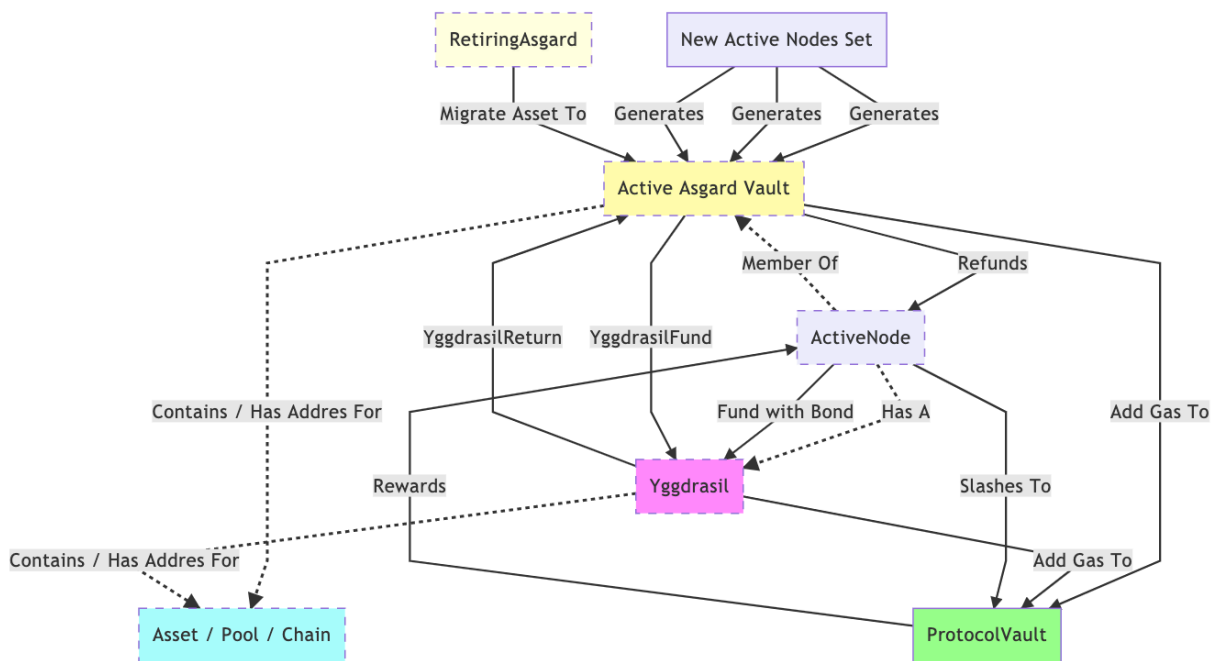 RetiringAsgard
New Active Nodes Set
Migrate Asset To
Generates
Generates
Generates
Active Asgard Vault
Member Of
Refunds
YggdrasilReturn
YggdrasilFund
ActiveNode
Contains / Has Addres For
Fund with Bond
Has A
Add Gas To
Rewards
Yggdrasil
Slashes To
Contains / Has Addres For
Add Gas To
Asset / Pool / Chain
ProtocolVault